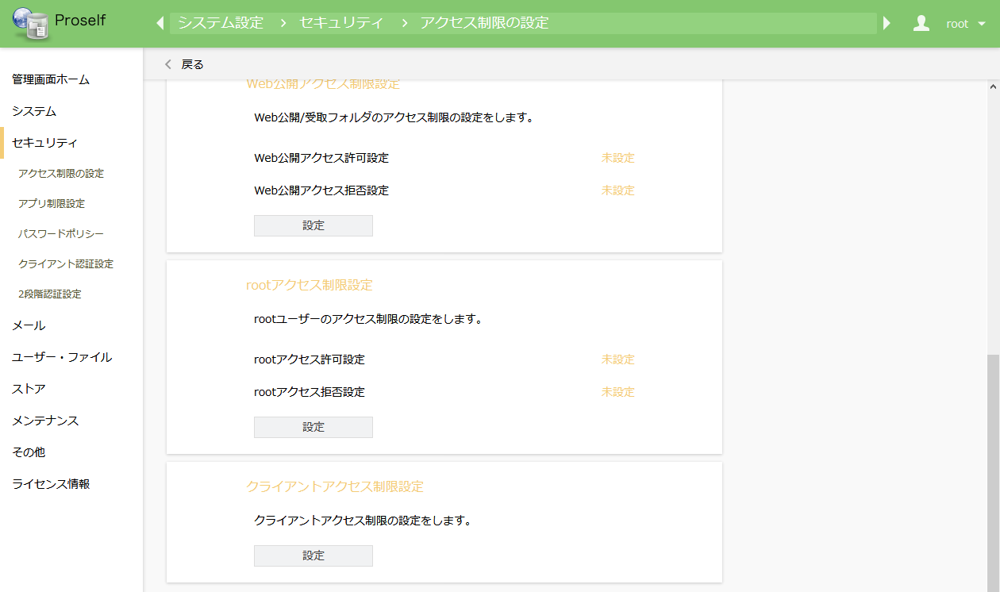 Proself
システム設定 › セキュリティ › アクセス制限の設定
root
戻る
管理画面ホーム
システム
セキュリティ
アクセス制限の設定
アプリ制限設定
パスワードポリシー
クライアント認証設定
2段階認証設定
メール
ユーザー・ファイル
ストア
メンテナンス
その他
ライセンス情報
Web公開アクセス制限設定
Web公開/受取フォルダのアクセス制限の設定をします。
Web公開アクセス許可設定 未設定
Web公開アクセス拒否設定 未設定
設定
rootアクセス制限設定
rootユーザーのアクセス制限の設定をします。
rootアクセス許可設定 未設定
rootアクセス拒否設定 未設定
設定
クライアントアクセス制限設定
クライアントアクセス制限の設定をします。
設定